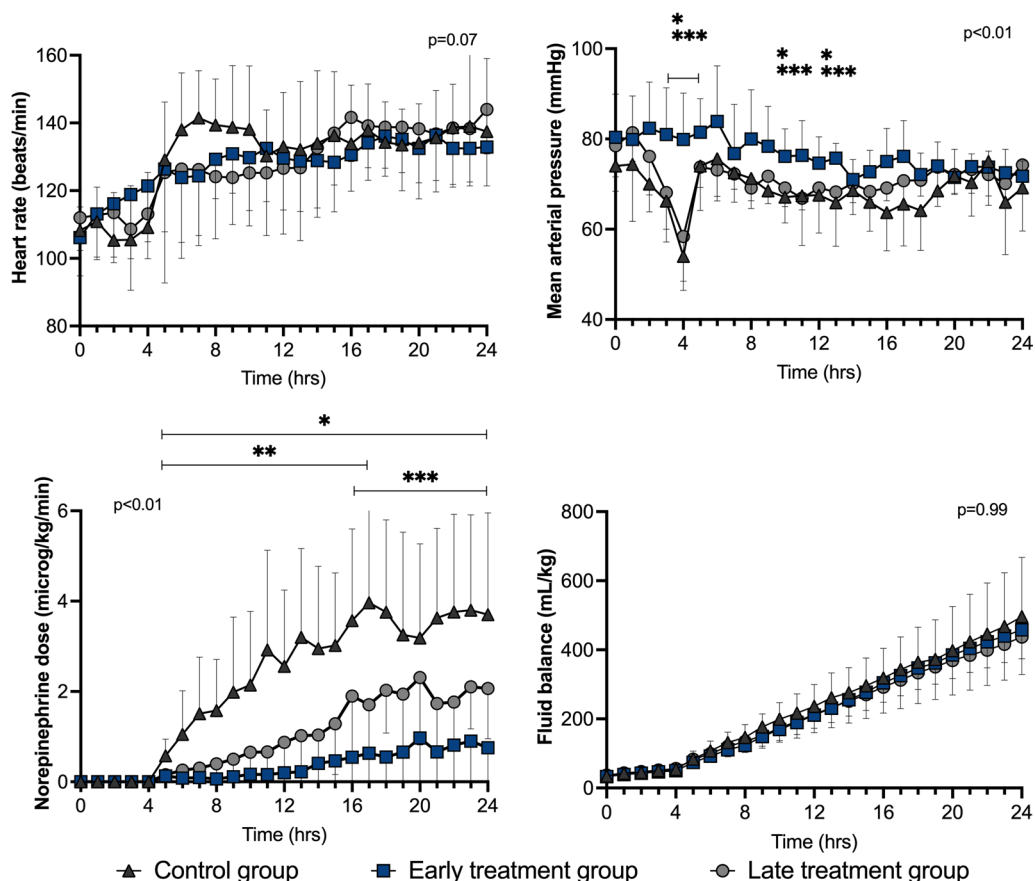 p=0.07
Heart rate (beats/min)
160
140
120
100
80
0 4 8 12 16 20 24
Time (hrs)
*
***
*
***
*
***
p<0.01
Mean arterial pressure (mmHg)
100
80
60
40
0 4 8 12 16 20 24
Time (hrs)
*
**
***
p<0.01
Norepinephrine dose (microg/kg/min)
6
4
2
0
0 4 8 12 16 20 24
Time (hrs)
p=0.99
Fluid balance (mL/kg)
800
600
400
200
0
0 4 8 12 16 20 24
Time (hrs)
Control group Early treatment group Late treatment group